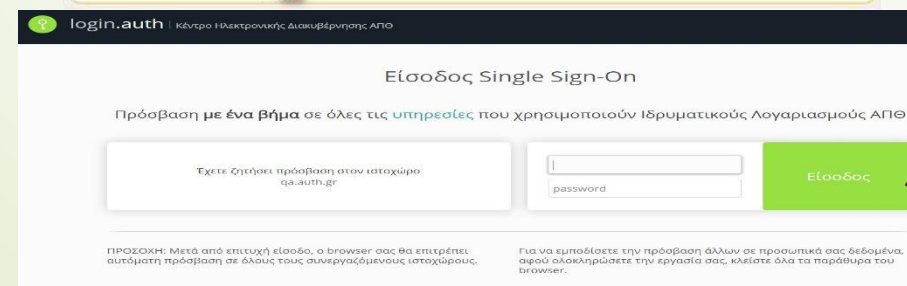 login.auth | Κέντρο Ηλεκτρονικής Διακυβέρνησης ΑΠΘ
Είσοδος Single Sign-On
Πρόσβαση με ένα βήμα σε όλες τις υπηρεσίες που χρησιμοποιούν Ιδρυματικούς Λογαριασμούς ΑΠΘ
Έχετε ζητήσει πρόσβαση στον ιστοχώρο
qa.auth.gr
password
Είσοδος
ΠΡΟΣΟΧΗ: Μετά από επιτυχή είσοδο, ο browser σας θα επιτρέπει
αυτόματη πρόσβαση σε όλους τους συνεργαζόμενους ιστοχώρους.
Για να εμποδίσετε την πρόσβαση άλλων σε προσωπικά σας δεδομένα,
αφού ολοκληρώσετε την εργασία σας, κλείστε όλα τα παράθυρα του
browser.